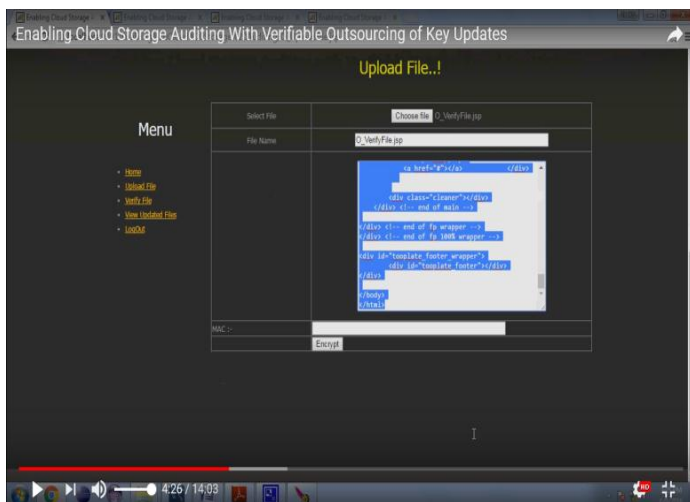 Enabling Cloud Storage Auditing With Verifiable Outsourcing of Key Updates
Upload File..!
Menu
Home
Upload File
Verify File
View Updated Files
LogOut
Select File
Choose file O_VerifyFile.jsp
File Name
O_VerifyFile.jsp
<a href="#"></a> </div>
<div class="cleaner"></div>
</div> <!-- end of main -->
</div> <!-- end of fp wrapper -->
</div> <!-- end of fp 100% wrapper -->
<div id="tooplate_footer_wrapper">
<div id="tooplate_footer"></div>
</div>
</body>
</html>
MAC :-
Encrypt
4:26 / 14:03
HD